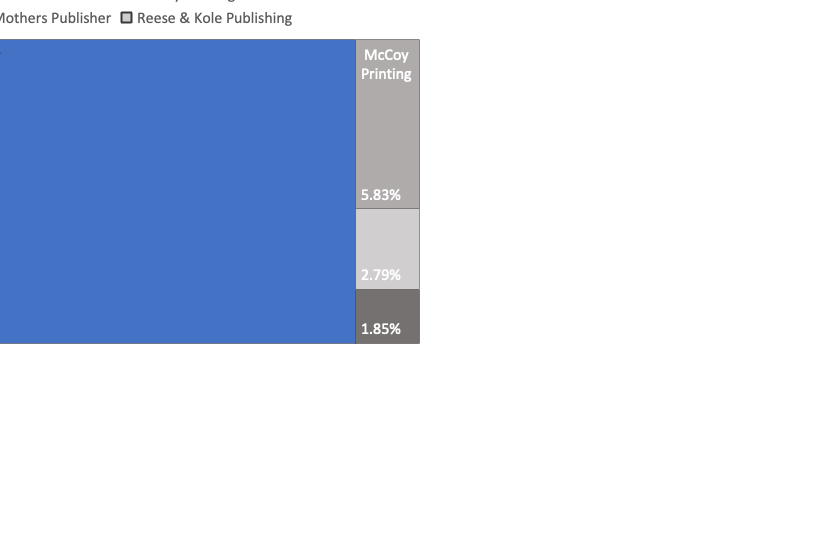 Mothers Publisher Reese & Kole Publishing
McCoy
Printing
5.83%
2.79%
1.85%